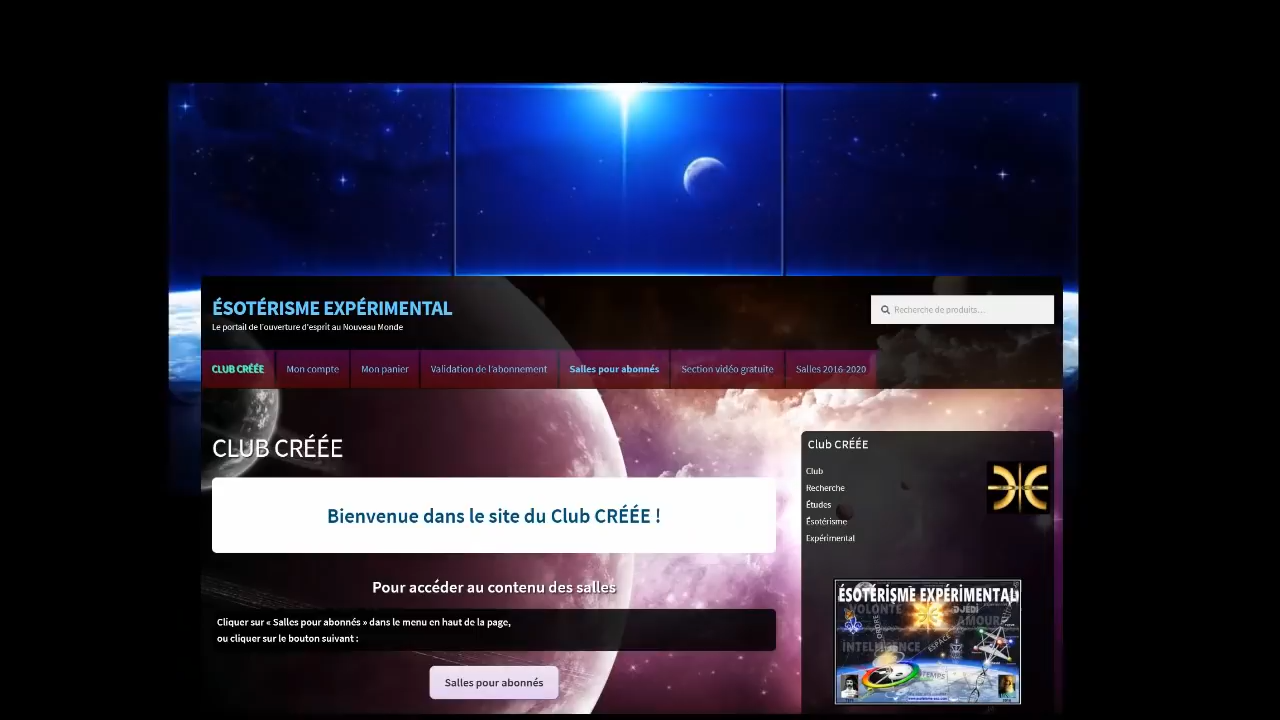 ÉSOTÉRISME EXPÉRIMENTAL
Le portail de l'ouverture d'esprit au Nouveau Monde
Recherche de produits…
CLUB CRÉÉE
Mon compte
Mon panier
Validation de l'abonnement
Salles pour abonnés
Section vidéo gratuite
Salles 2016-2020
CLUB CRÉÉE
Bienvenue dans le site du Club CRÉÉE !
Pour accéder au contenu des salles
Cliquer sur « Salles pour abonnés » dans le menu en haut de la page,
ou cliquer sur le bouton suivant :
Salles pour abonnés
Club CRÉÉE
Club
Recherche
Études
Ésotérisme
Expérimental
ÉSOTÉRISME EXPÉRIMENTAL
VOLONTÉ
DJÉDI
AMOUR
ORDRE
INTELLIGENCE
ESPACE
TEMPS